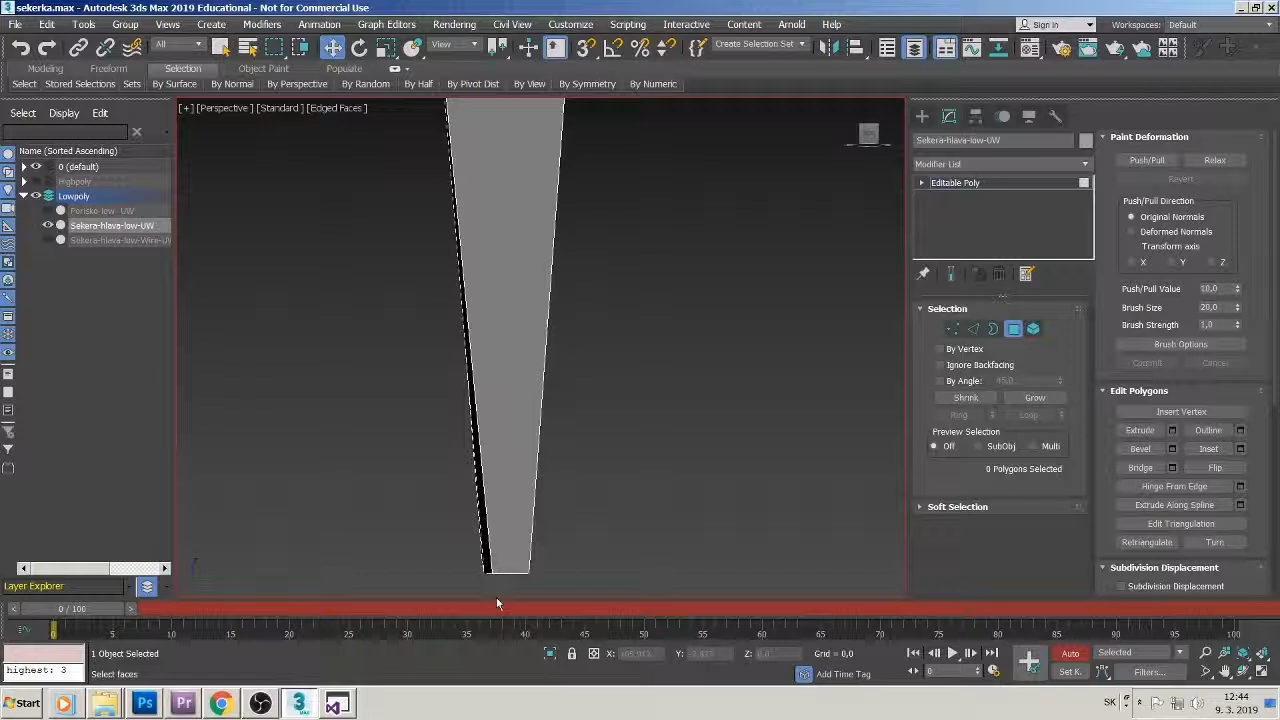 sekerka.max - Autodesk 3ds Max 2019 Educational - Not for Commercial Use
File Edit Tools Group Views Create Modifiers Animation Graph Editors Rendering Civil View Customize Scripting Interactive Content Arnold Help Sign In Workspaces: Default
All View Create Selection Set
Modeling Freeform Selection Object Paint Populate
Select Stored Selections Sets By Surface By Normal By Perspective By Random By Half By Pivot Dist By View By Symmetry By Numeric
Select Display Edit
[+] [Perspective ] [Standard ] [Edged Faces ]
Name (Sorted Ascending)
0 (default)
Highpoly
Lowpoly
Porisko-low-UW
Sekera-hlava-low-UW
Sekera-hlava-low-Wire-UW
Sekera-hlava-low-UW
Modifier List
Editable Poly
Selection
By Vertex
Ignore Backfacing
By Angle: 45,0
Shrink Grow
Ring Loop
Preview Selection
Off SubObj Multi
0 Polygons Selected
Soft Selection
Paint Deformation
Push/Pull Relax
Revert
Push/Pull Direction
Original Normals
Deformed Normals
Transform axis
X Y Z
Push/Pull Value 10,0
Brush Size 20,0
Brush Strength 1,0
Brush Options
Commit Cancel
Edit Polygons
Insert Vertex
Extrude Outline
Bevel Inset
Bridge Flip
Hinge From Edge
Extrude Along Spline
Edit Triangulation
Retriangulate Turn
Subdivision Displacement
Subdivision Displacement
Layer Explorer
0 / 100
0 5 10 15 20 25 30 35 40 45 50 55 60 65 70 75 80 85 90 95 100
1 Object Selected X: Y: Z: Grid = 0,0 Auto Selected
highest: 3 Select faces Add Time Tag 0 Set K. Filters...
Start Ps Pr 3 MAX SK 12:44
9. 3. 2019